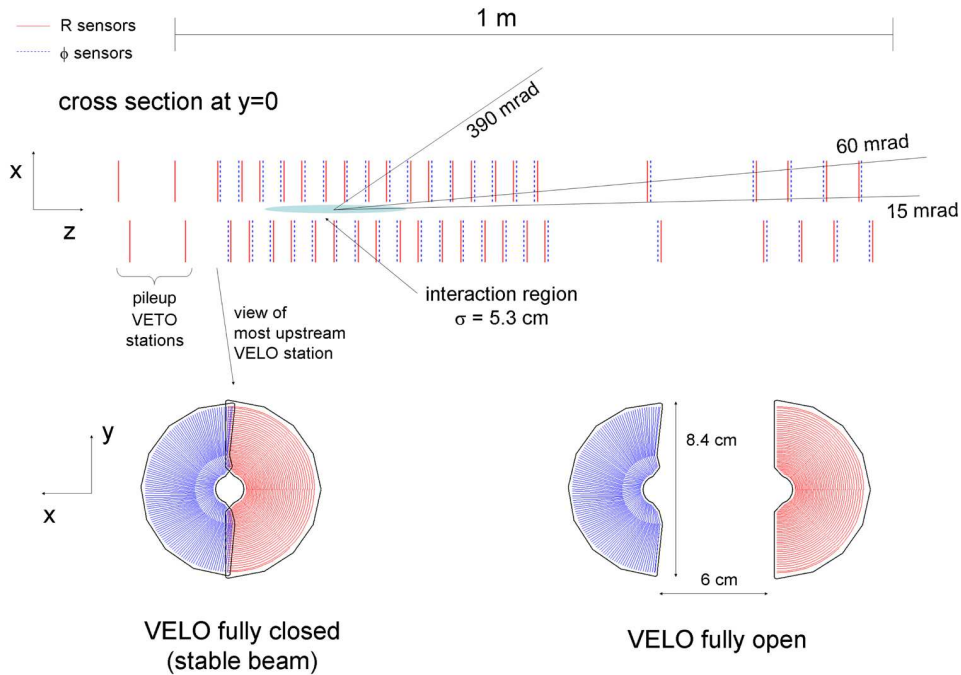 R sensors
ϕ sensors
1 m
cross section at y=0
390 mrad
60 mrad
15 mrad
x
z
pileup
VETO
stations
view of
most upstream
VELO station
interaction region
σ = 5.3 cm
y
x
8.4 cm
6 cm
VELO fully closed
(stable beam)
VELO fully open